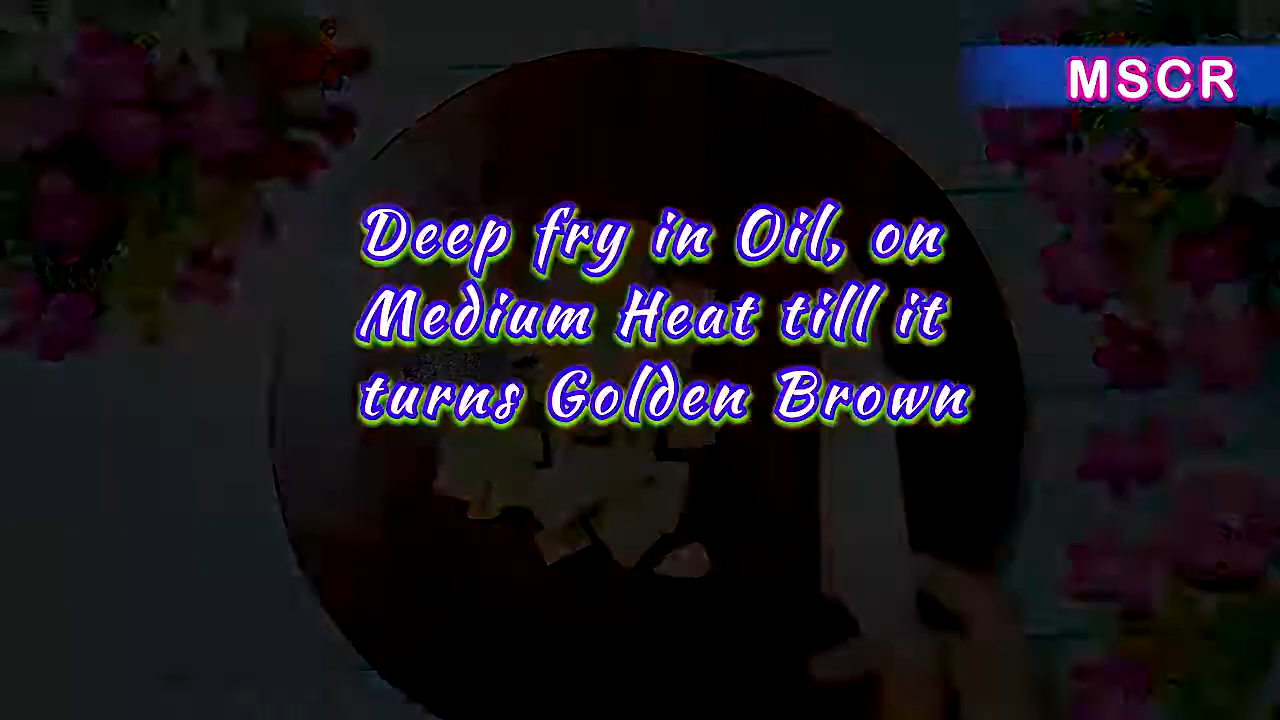 MSCR
Deep fry in Oil, on
Medium Heat till it
turns Golden Brown